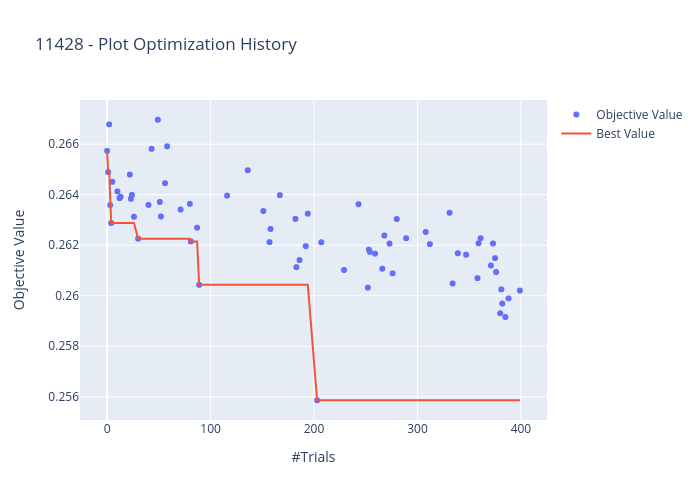 11428 - Plot Optimization History
Objective Value
Best Value
0.266
0.264
0.262
0.26
0.258
0.256
Objective Value
0
100
200
300
400
#Trials